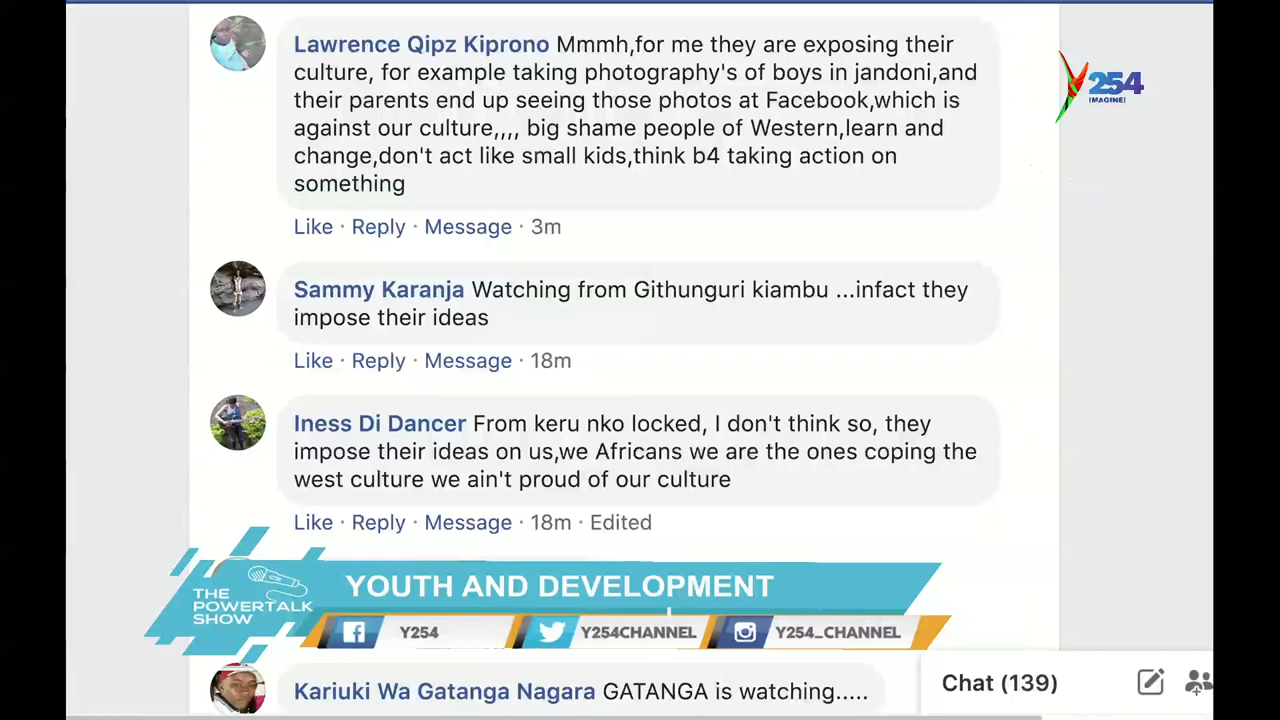 Lawrence Qipz Kiprono Mmmh,for me they are exposing their
culture, for example taking photography's of boys in jandoni,and
their parents end up seeing those photos at Facebook,which is
against our culture,,,, big shame people of Western,learn and
change,don't act like small kids,think b4 taking action on
something
Like · Reply · Message · 3m
Y254
IMAGINE!
Sammy Karanja Watching from Githunguri kiambu ...infact they
impose their ideas
Like · Reply · Message · 18m
Iness Di Dancer From keru nko locked, I don't think so, they
impose their ideas on us,we Africans we are the ones coping the
west culture we ain't proud of our culture
Like · Reply · Message · 18m · Edited
THE
POWERTALK
SHOW
YOUTH AND DEVELOPMENT
Y254
Y254CHANNEL
Y254_CHANNEL
Kariuki Wa Gatanga Nagara GATANGA is watching.....
Chat (139)